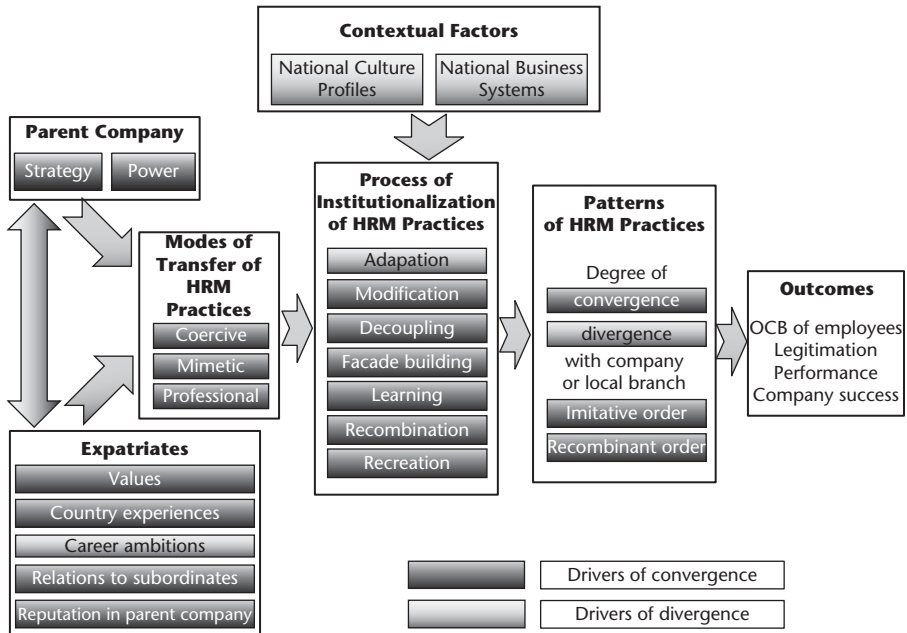 Contextual Factors
National Culture
Profiles
National Business
Systems
Parent Company
Strategy
Power
Modes of
Transfer of
HRM
Practices
Coercive
Mimetic
Professional
Expatriates
Values
Country experiences
Career ambitions
Relations to subordinates
Reputation in parent company
Process of
Institutionalization
of HRM Practices
Adapation
Modification
Decoupling
Facade building
Learning
Recombination
Recreation
Patterns
of HRM Practices
Degree of
convergence
divergence
with company
or local branch
Imitative order
Recombinant order
Outcomes
OCB of employees
Legitimation
Performance
Company success
Drivers of convergence
Drivers of divergence